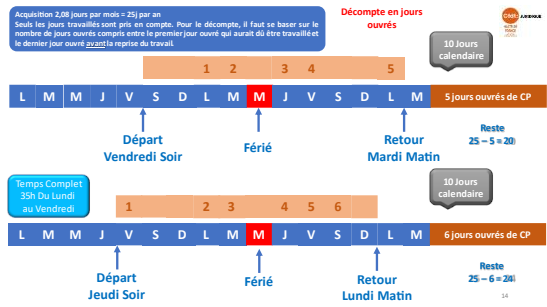 Acquisition 2,08 jours par mois = 25j par an
Seuls les jours travaillés sont pris en compte. Pour le décompte, il faut se baser sur le
nombre de jours ouvrés compris entre le premier jour ouvré qui aurait dû être travaillé et
le dernier jour ouvré avant la reprise du travail.
Décompte en jours
ouvrés
JURIDIQUE
10 Jours
calendaire
1 2 3 4 5
L M M J V S D L M M J V S D L M
5 jours ouvrés de CP
Départ
Vendredi Soir
Férié
Retour
Mardi Matin
Reste
25 – 5 = 20
Temps Complet
35h Du Lundi
au Vendredi
10 Jours
calendaire
1 2 3 4 5 6
L M M J V S D L M M J V S D L M
6 jours ouvrés de CP
Départ
Jeudi Soir
Férié
Retour
Lundi Matin
Reste
14